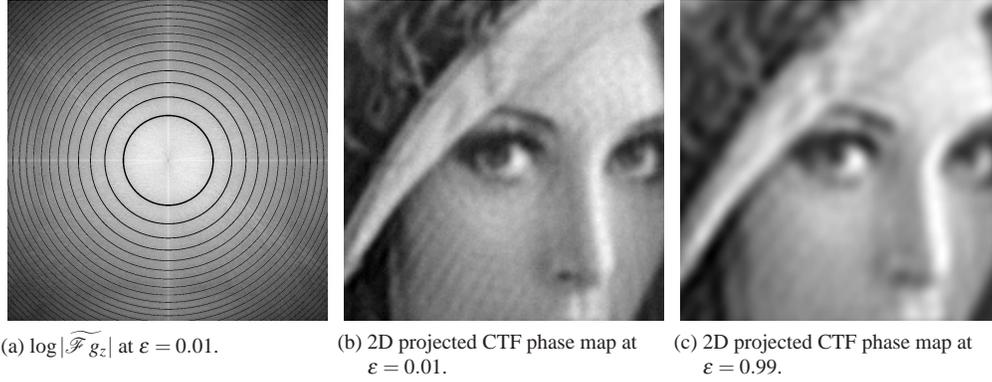 (a) log|ℱ͠ g_z| at ε = 0.01.
(b) 2D projected CTF phase map at
ε = 0.01.
(c) 2D projected CTF phase map at
ε = 0.99.